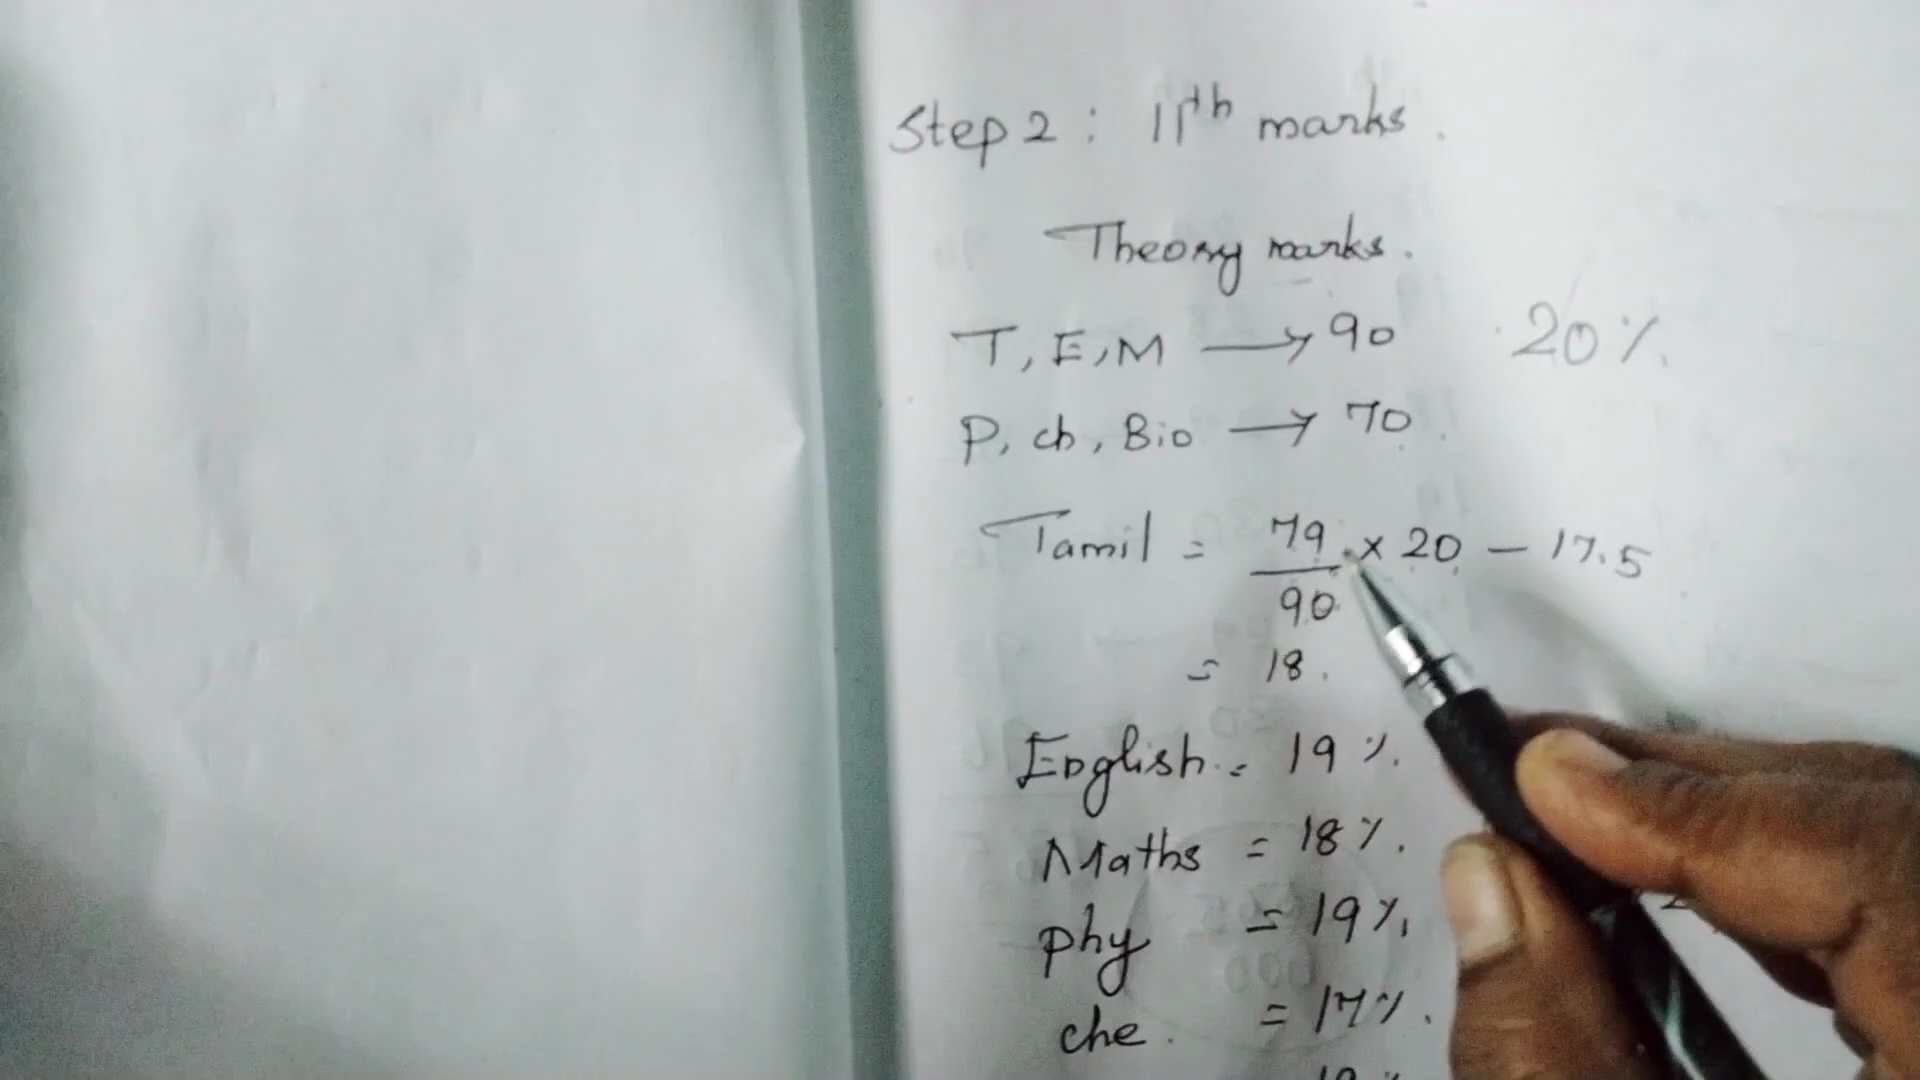 Step 2 : 11th marks.
Theory marks.
T, E, M → 90 20%.
P, ch, Bio → 70.
Tamil = 79/90 × 20 – 17.5
= 18.
English = 19%.
Maths = 18%.
Phy = 19%.
che. = 17%.